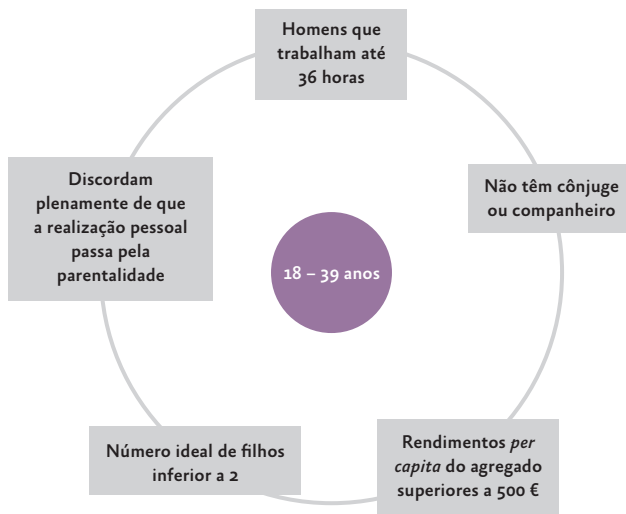 Homens que
trabalham até
36 horas
Não têm cônjuge
ou companheiro
Rendimentos per
capita do agregado
superiores a 500 €
Número ideal de filhos
inferior a 2
Discordam
plenamente de que
a realização pessoal
passa pela
parentalidade
18 – 39 anos